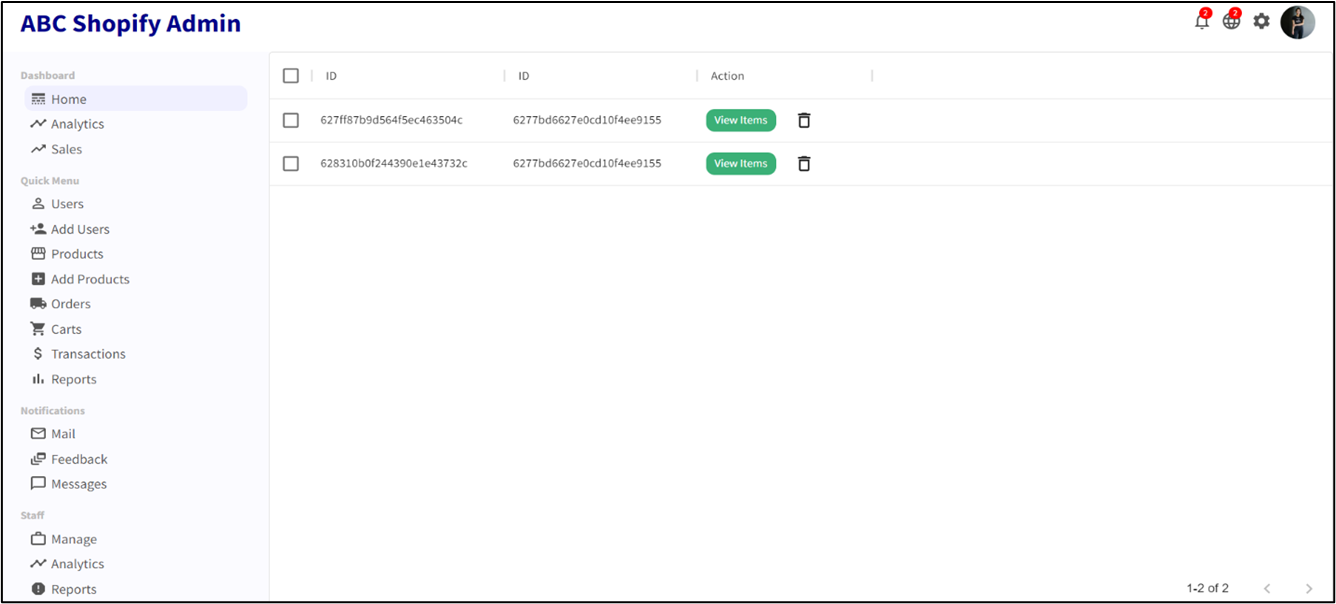 ABC Shopify Admin
2
2
Dashboard
Home
Analytics
Sales
Quick Menu
Users
Add Users
Products
Add Products
Orders
Carts
Transactions
Reports
Notifications
Mail
Feedback
Messages
Staff
Manage
Analytics
Reports
ID ID Action
627ff87b9d564f5ec463504c 6277bd6627e0cd10f4ee9155 View Items
628310b0f244390e1e43732c 6277bd6627e0cd10f4ee9155 View Items
1-2 of 2